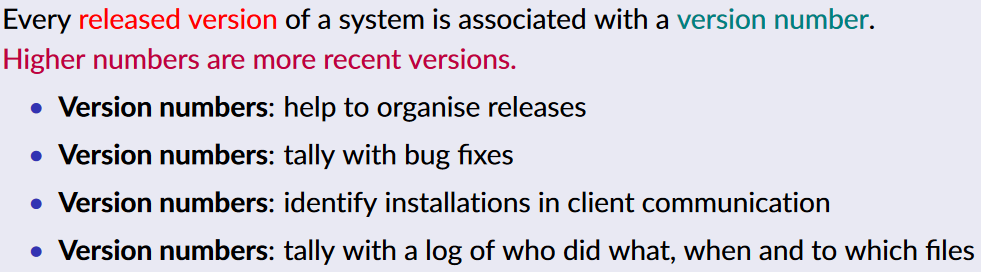 Every released version of a system is associated with a version number.
Higher numbers are more recent versions.
• Version numbers: help to organise releases
• Version numbers: tally with bug fixes
• Version numbers: identify installations in client communication
• Version numbers: tally with a log of who did what, when and to which files